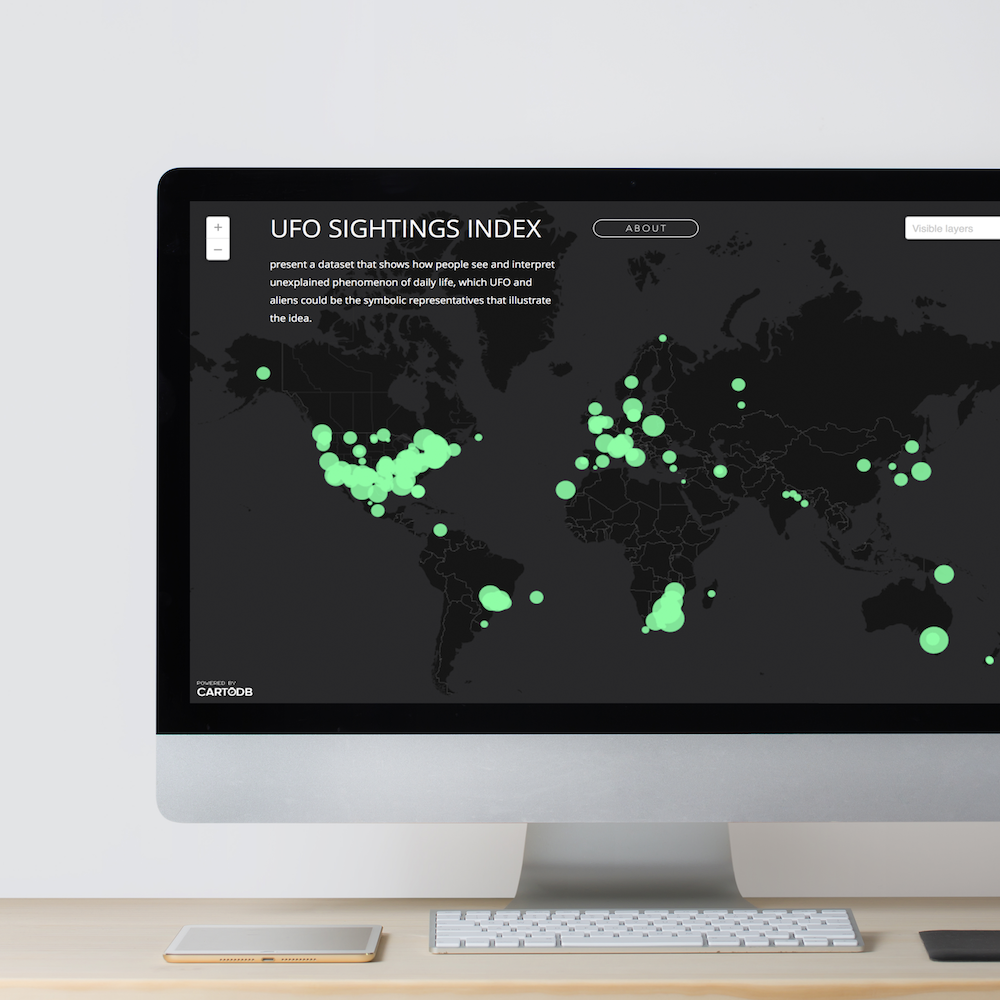 +
UFO SIGHTINGS INDEX
ABOUT
Visible layers
−
present a dataset that shows how people see and interpret
unexplained phenomenon of daily life, which UFO and
aliens could be the symbolic representatives that illustrate
the idea.
POWERED BY
CARTODB